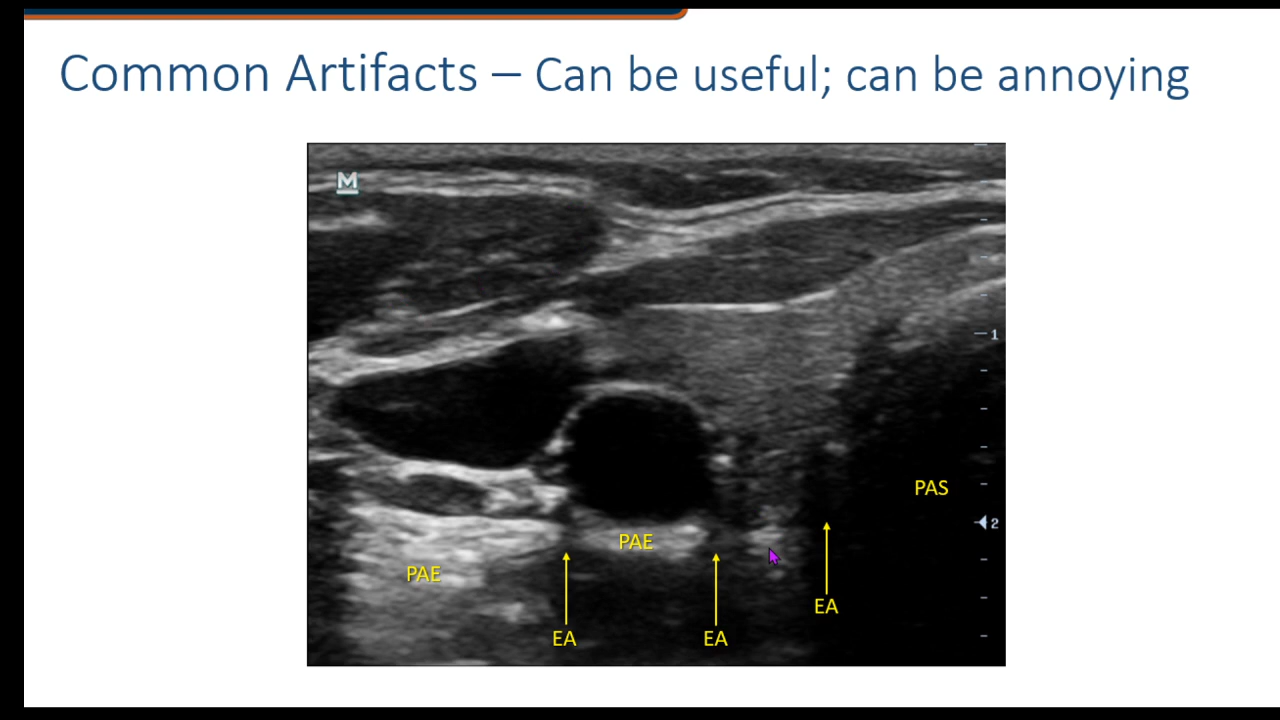 Common Artifacts – Can be useful; can be annoying
M
1
PAS
2
PAE
PAE
EA
EA
EA